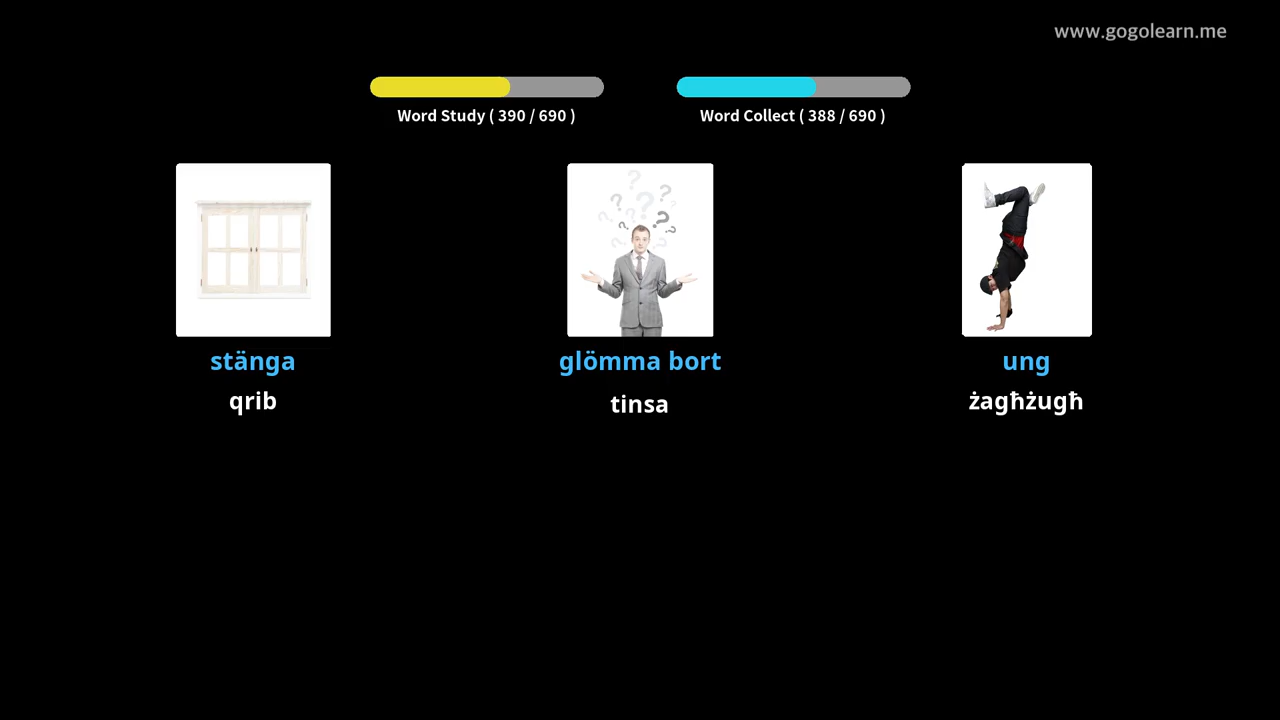 www.gogolearn.me
Word Study ( 390 / 690 )
Word Collect ( 388 / 690 )
stänga
glömma bort
ung
qrib
tinsa
żagħżugħ